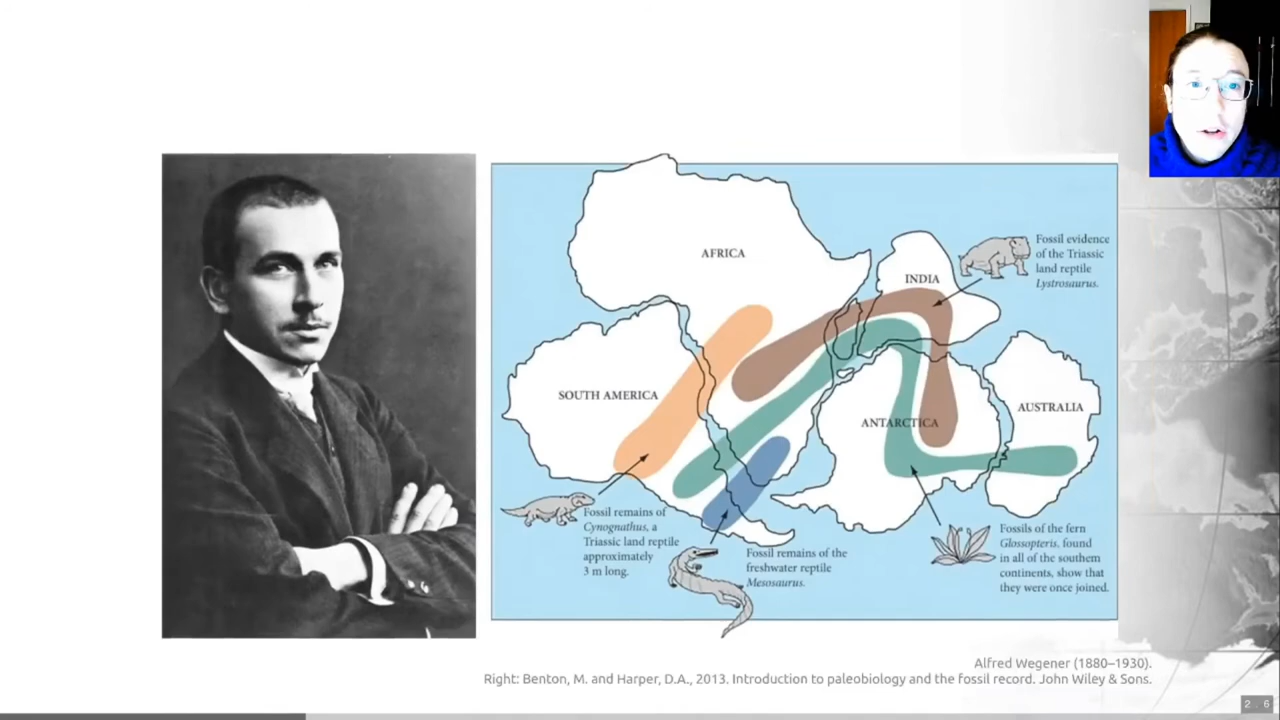 AFRICA
INDIA
Fossil evidence
of the Triassic
land reptile
Lystrosaurus.
SOUTH AMERICA
ANTARCTICA
AUSTRALIA
Fossil remains of
Cynognathus, a
Triassic land reptile
approximately
3 m long.
Fossil remains of the
freshwater reptile
Mesosaurus.
Fossils of the fern
Glossopteris, found
in all of the southern
continents, show that
they were once joined.
Alfred Wegener (1880–1930).
Right: Benton, M. and Harper, D.A., 2013. Introduction to paleobiology and the fossil record. John Wiley & Sons.
2 . 6